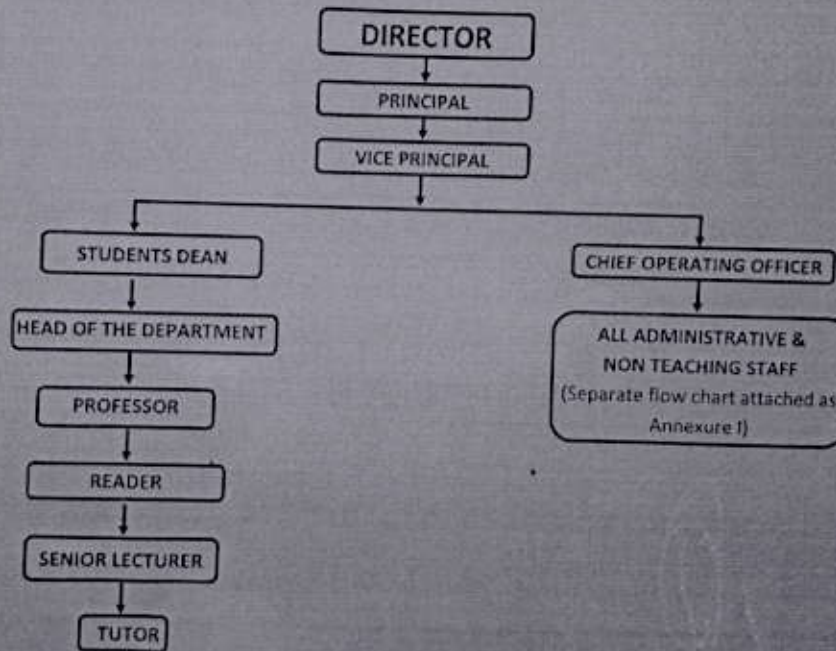 DIRECTOR
PRINCIPAL
VICE PRINCIPAL
STUDENTS DEAN
CHIEF OPERATING OFFICER
HEAD OF THE DEPARTMENT
ALL ADMINISTRATIVE &
NON TEACHING STAFF
(Separate flow chart attached as
Annexure I)
PROFESSOR
READER
SENIOR LECTURER
TUTOR